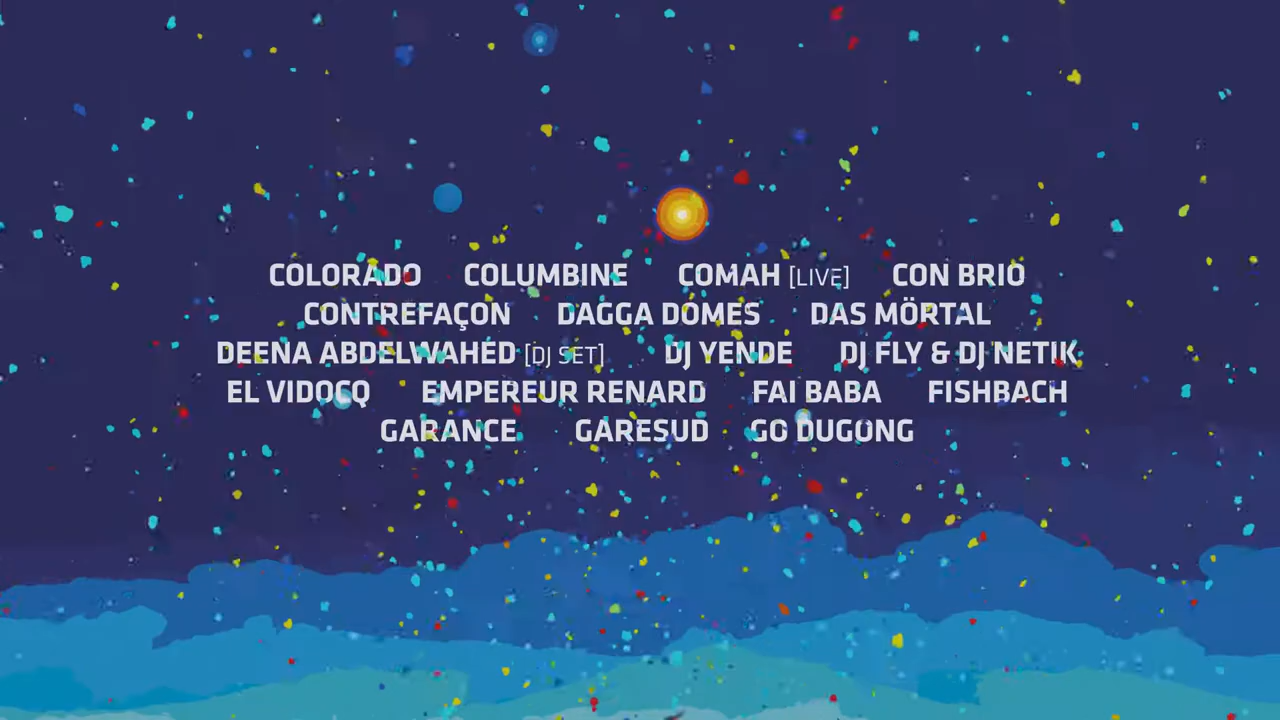 COLORADO COLUMBINE COMAH [LIVE] CON BRIO
CONTREFAÇON DAGGA DOMES DAS MÖRTAL
DEENA ABDELWAHED [DJ SET] DJ YENDE DJ FLY & DJ NETIK
EL VIDOCQ EMPEREUR RENARD FAI BABA FISHBACH
GARANCE GARESUD GO DUGONG